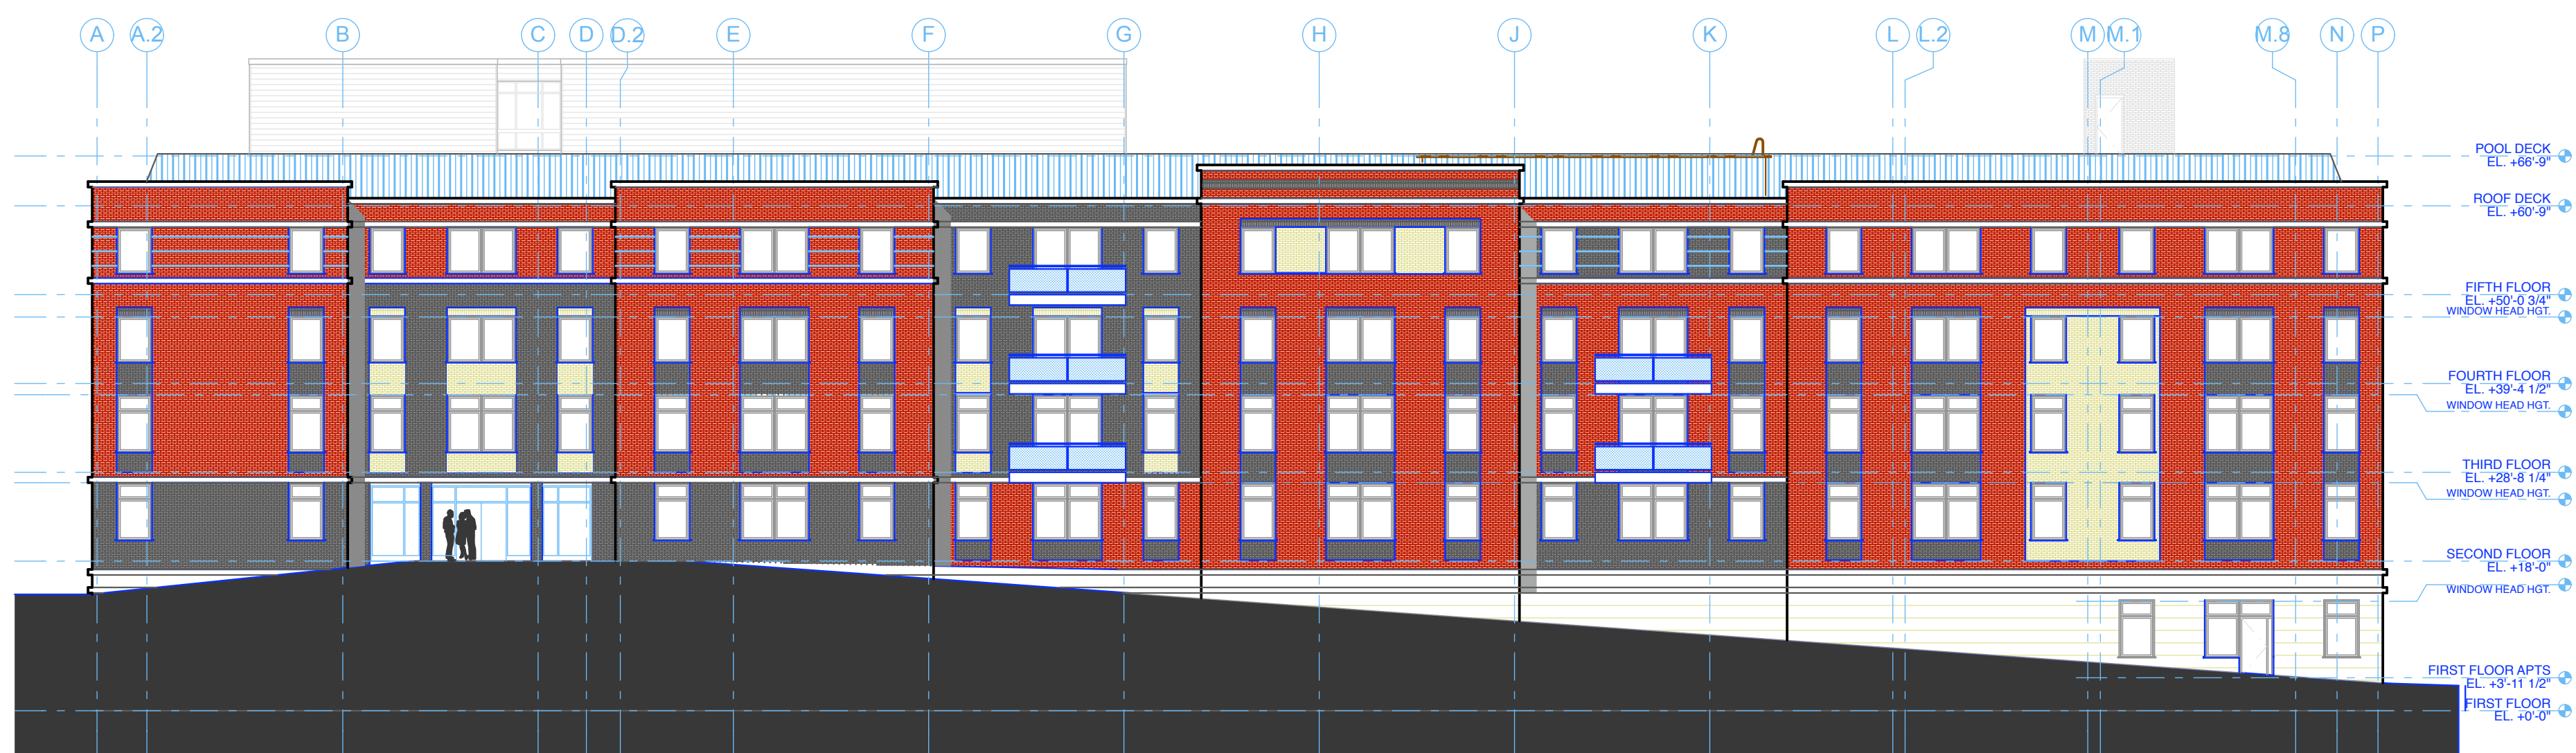 A A.2 B C D D.2 E F G H J K L L.2 M M.1 M.8 N P
POOL DECK
EL. +66'-9"
ROOF DECK
EL. +60'-9"
FIFTH FLOOR
EL. +50'-0 3/4"
WINDOW HEAD HGT.
FOURTH FLOOR
EL. +39'-4 1/2"
WINDOW HEAD HGT.
THIRD FLOOR
EL. +28'-8 1/4"
WINDOW HEAD HGT.
SECOND FLOOR
EL. +18'-0"
WINDOW HEAD HGT.
FIRST FLOOR APTS
EL. +3'-11 1/2"
FIRST FLOOR
EL. +0'-0"